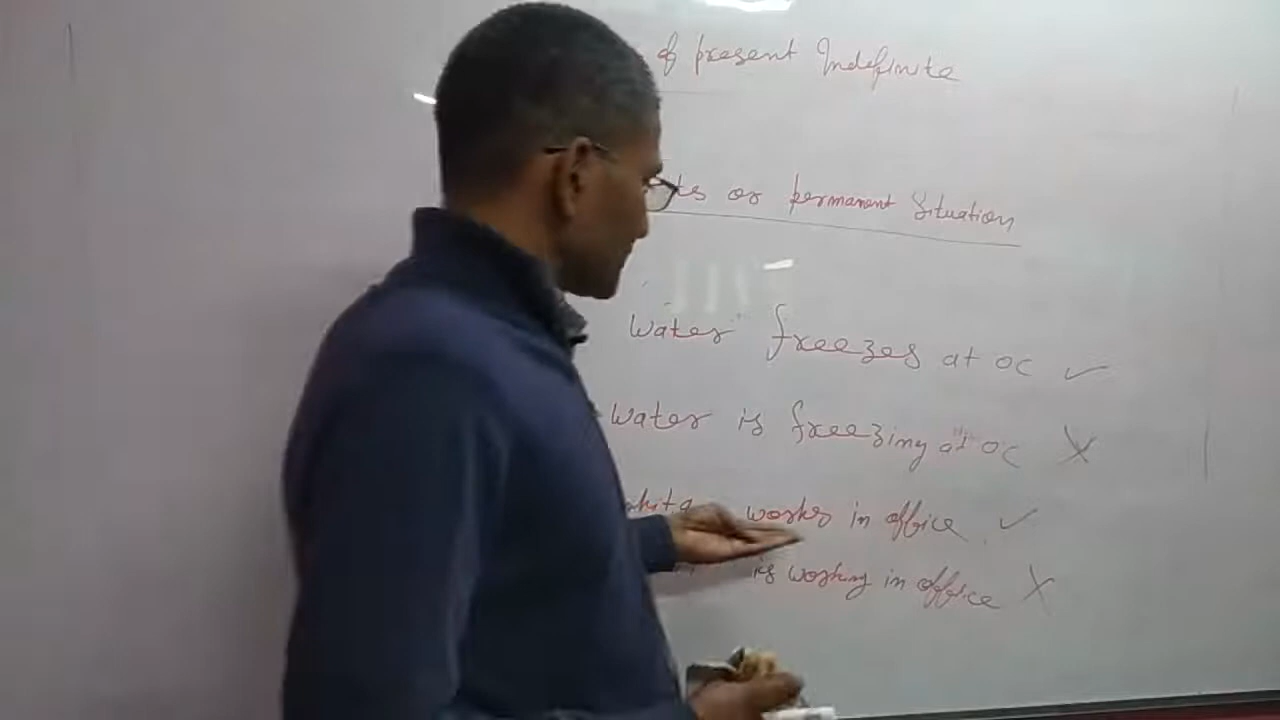 of present Indefinite
or permanent Situation
Water freezes at 0C ✓
Water is freezing at 0C X
works in office ✓
is working in office X